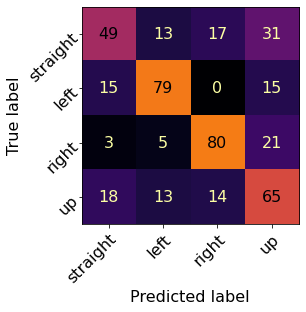 True label
straight 49 13 17 31
left 15 79 0 15
right 3 5 80 21
up 18 13 14 65
straight left right up
Predicted label